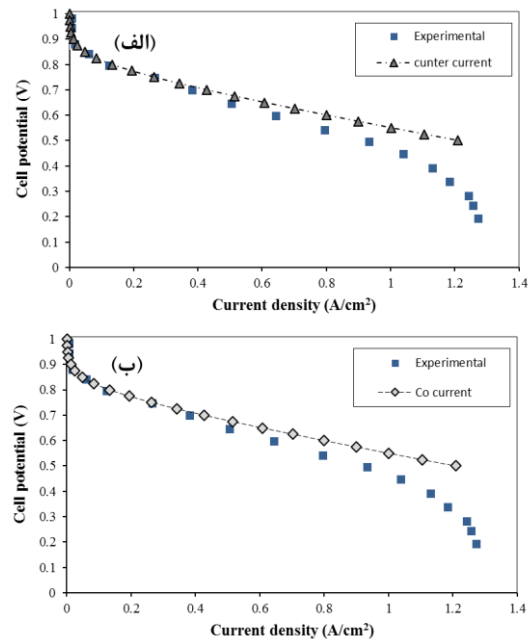 (الف)
Experimental
cunter current
Cell potential (V)
1
0.9
0.8
0.7
0.6
0.5
0.4
0.3
0.2
0.1
0
0 0.2 0.4 0.6 0.8 1 1.2 1.4
Current density (A/cm²)
(ب)
Experimental
Co current
Cell potential (V)
1
0.9
0.8
0.7
0.6
0.5
0.4
0.3
0.2
0.1
0
0 0.2 0.4 0.6 0.8 1 1.2 1.4
Current density (A/cm²)